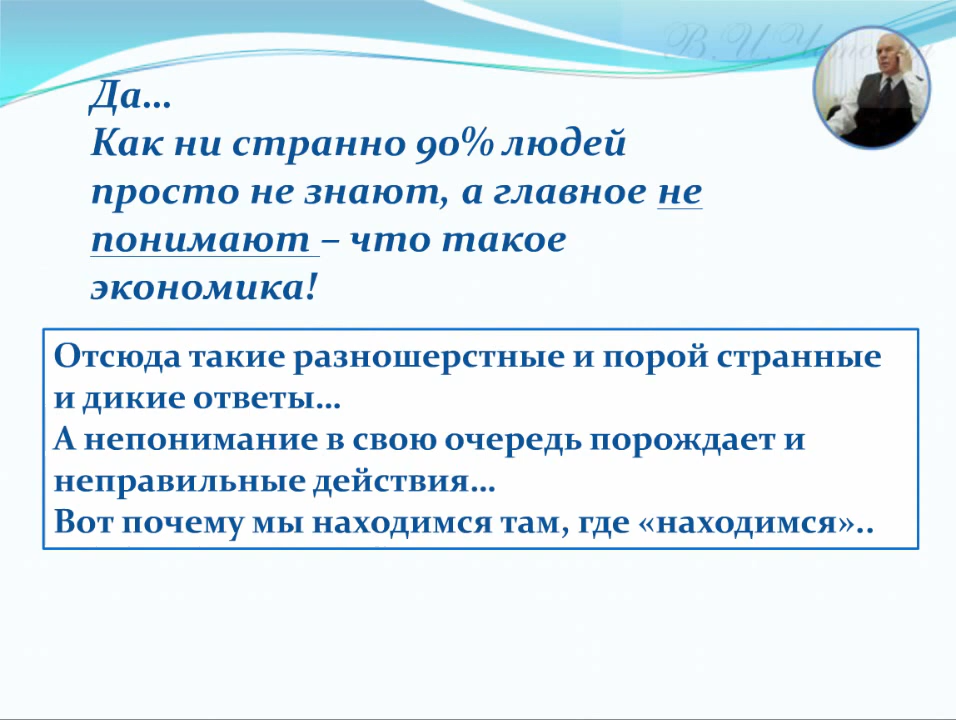 Да...
Как ни странно 90% людей
просто не знают, а главное не
понимают – что такое
экономика!
Отсюда такие разношерстные и порой странные
и дикие ответы...
А непонимание в свою очередь порождает и
неправильные действия...
Вот почему мы находимся там, где «находимся»..